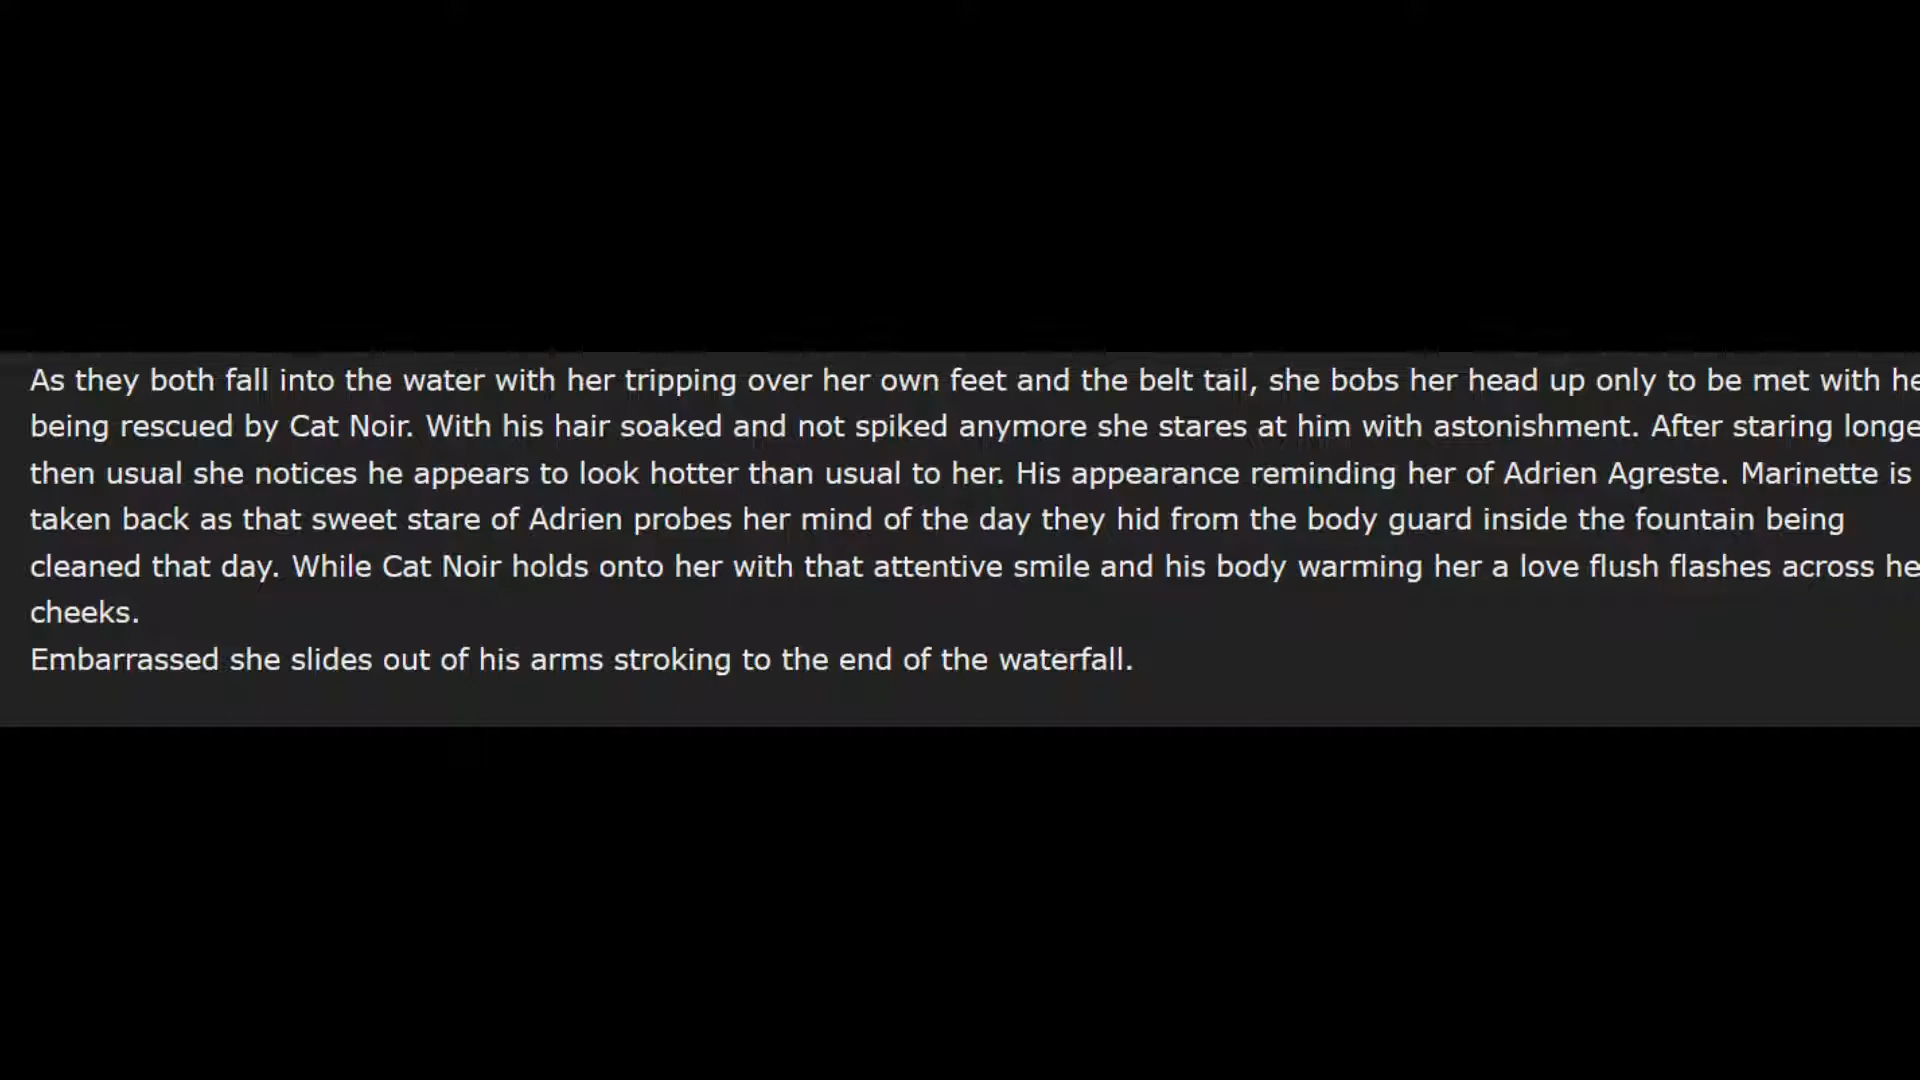 As they both fall into the water with her tripping over her own feet and the belt tail, she bobs her head up only to be met with he
being rescued by Cat Noir. With his hair soaked and not spiked anymore she stares at him with astonishment. After staring longe
then usual she notices he appears to look hotter than usual to her. His appearance reminding her of Adrien Agreste. Marinette is
taken back as that sweet stare of Adrien probes her mind of the day they hid from the body guard inside the fountain being
cleaned that day. While Cat Noir holds onto her with that attentive smile and his body warming her a love flush flashes across he
cheeks.
Embarrassed she slides out of his arms stroking to the end of the waterfall.